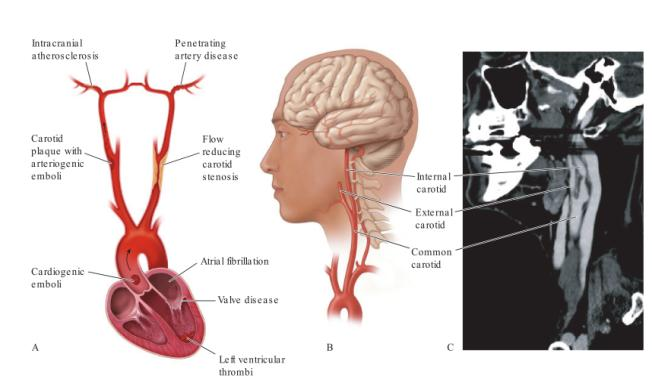 Intracranial
atherosclerosis
Penetrating
artery disease
Carotid
plaque with
arteriogenic
emboli
Flow
reducing
carotid
stenosis
Internal
carotid
External
carotid
Common
carotid
Cardiogenic
emboli
Atrial fibrillation
Valve disease
Left ventricular
thrombi
A
B
C